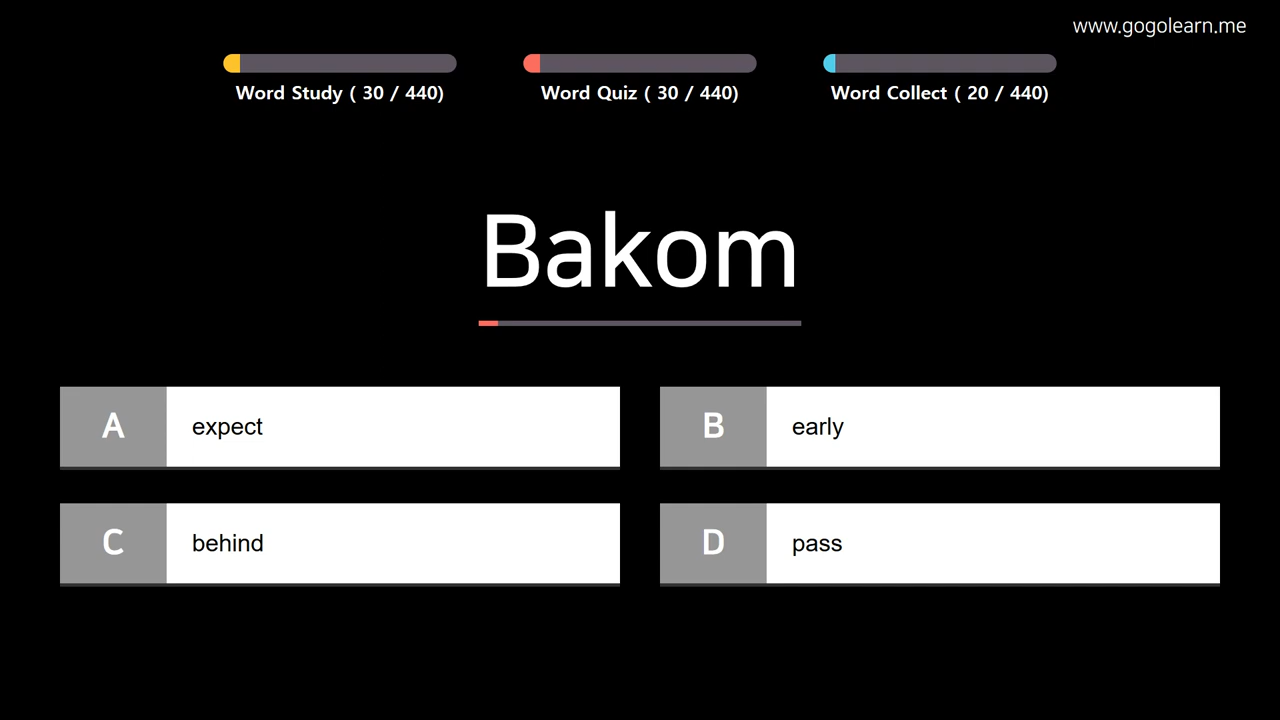 www.gogolearn.me
Word Study ( 30 / 440)
Word Quiz ( 30 / 440)
Word Collect ( 20 / 440)
Bakom
A expect
B early
C behind
D pass